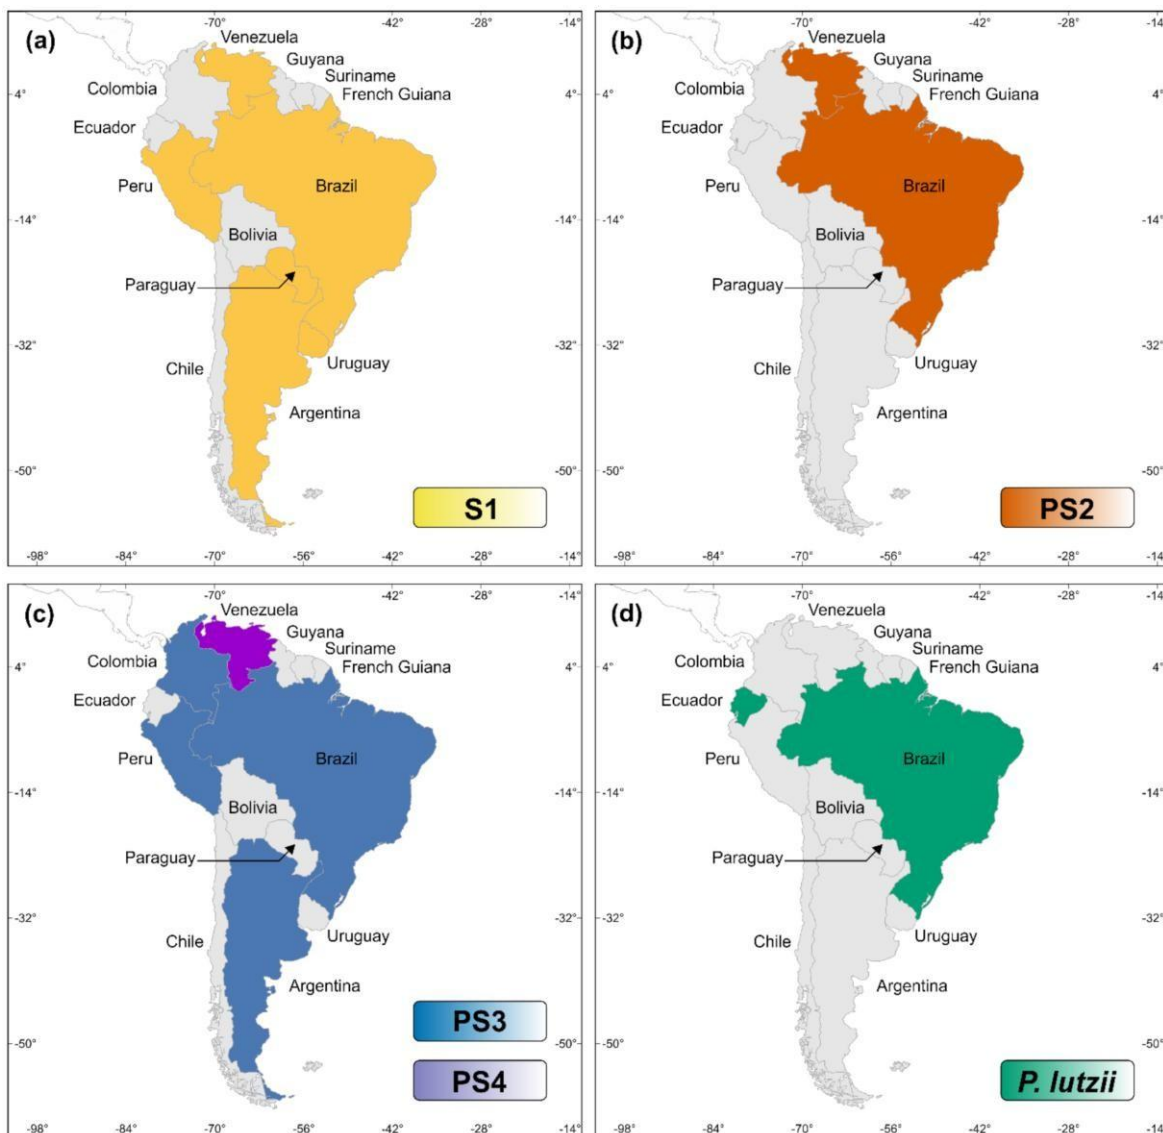 -70° -42° -28° -14°
(a)
Venezuela
Guyana
Suriname
French Guiana
Colombia
4° 4°
Ecuador
Peru
Brazil
-14° -14°
Bolivia
Paraguay
-32° -32°
Chile
Uruguay
Argentina
-50° -50°
S1
-98° -84° -70° -56° -42° -28° -14°
-70° -42° -28° -14°
(b)
Venezuela
Guyana
Suriname
French Guiana
Colombia
4° 4°
Ecuador
Peru
Brazil
-14° -14°
Bolivia
Paraguay
-32° -32°
Chile
Uruguay
Argentina
-50° -50°
PS2
-98° -84° -70° -56° -42° -28° -14°
-70° -42° -28° -14°
(c)
Venezuela
Guyana
Suriname
French Guiana
Colombia
4° 4°
Ecuador
Peru
Brazil
-14° -14°
Bolivia
Paraguay
-32° -32°
Chile
Uruguay
Argentina
PS3
-50° -50°
PS4
-98° -84° -70° -56° -42° -28° -14°
-70° -42° -28° -14°
(d)
Venezuela
Guyana
Suriname
French Guiana
Colombia
4° 4°
Ecuador
Peru
Brazil
-14° -14°
Bolivia
Paraguay
-32° -32°
Chile
Uruguay
Argentina
-50° -50°
P. lutzii
-98° -84° -70° -56° -42° -28° -14°